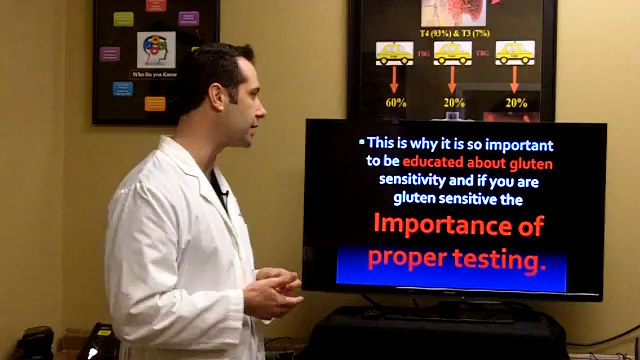 Who Do you Know
T4 (93%) & T3 (7%)
TBG TBG
60% 20% 20%
This is why it is so important
to be educated about gluten
sensitivity and if you are
gluten sensitive the
Importance of
proper testing.